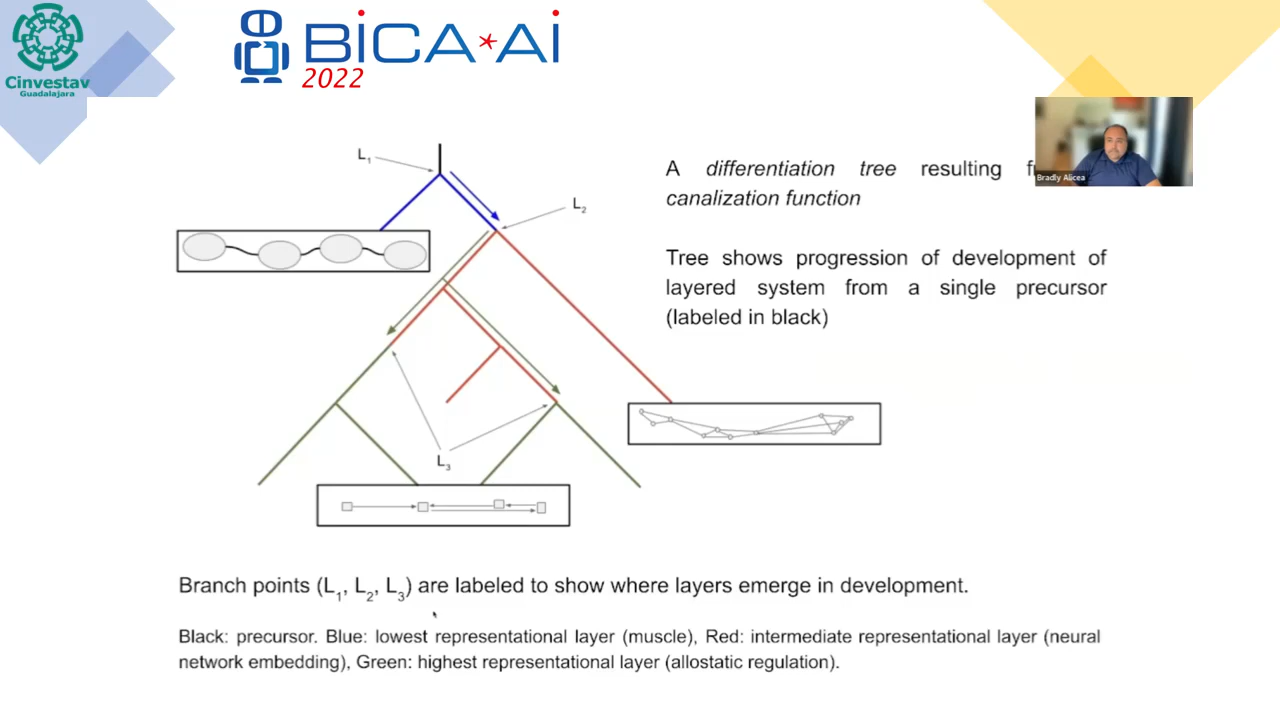 Cinvestav
Guadalajara
BiCA*Ai
2022
L1
L2
L3
A differentiation tree resulting
canalization function
Bradly Alicea
Tree shows progression of development of
layered system from a single precursor
(labeled in black)
Branch points (L1, L2, L3) are labeled to show where layers emerge in development.
Black: precursor. Blue: lowest representational layer (muscle), Red: intermediate representational layer (neural
network embedding), Green: highest representational layer (allostatic regulation).